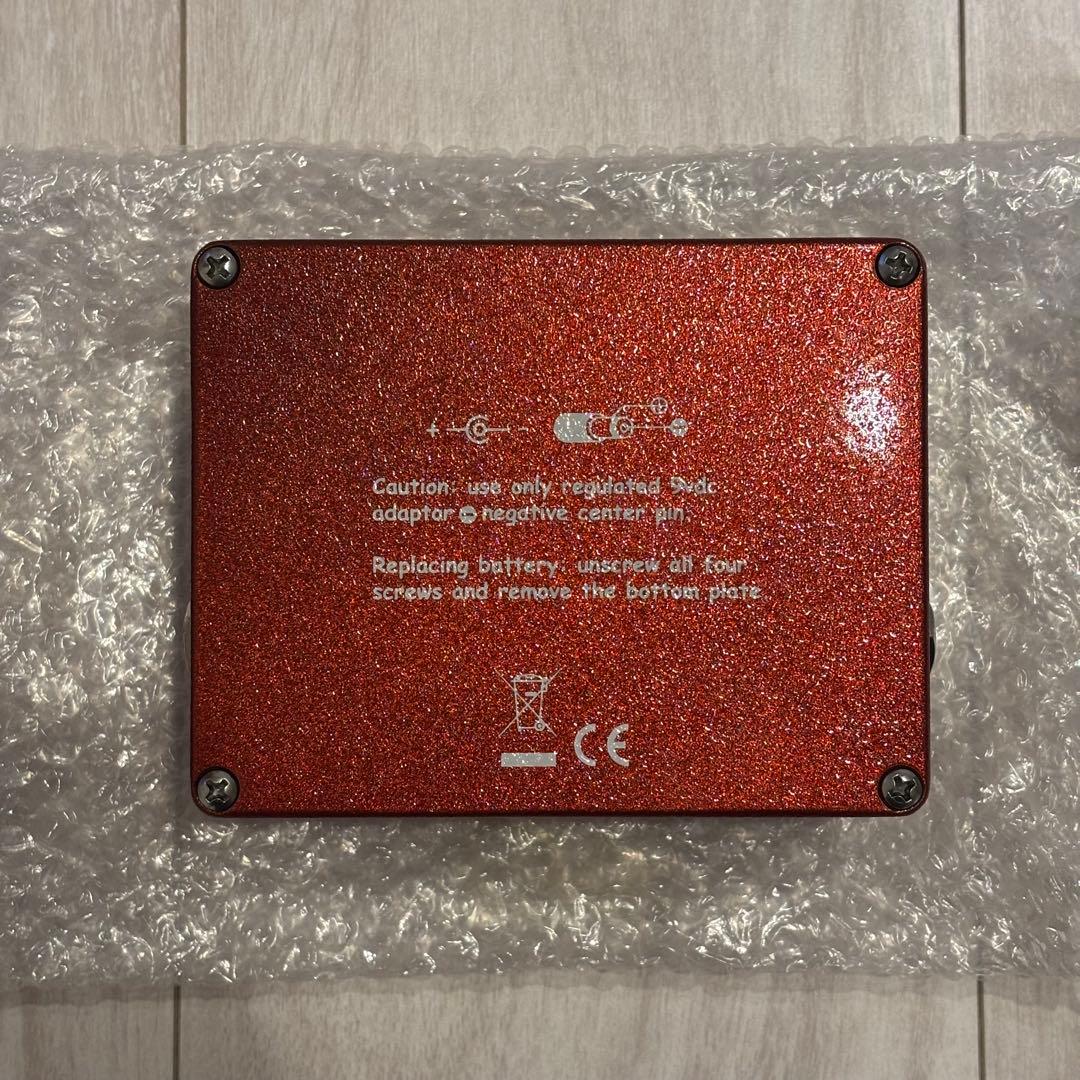 Caution: use only regulated 9vdc
adaptor negative center pin.
Replacing battery: unscrew all four
screws and remove the bottom plate
CE